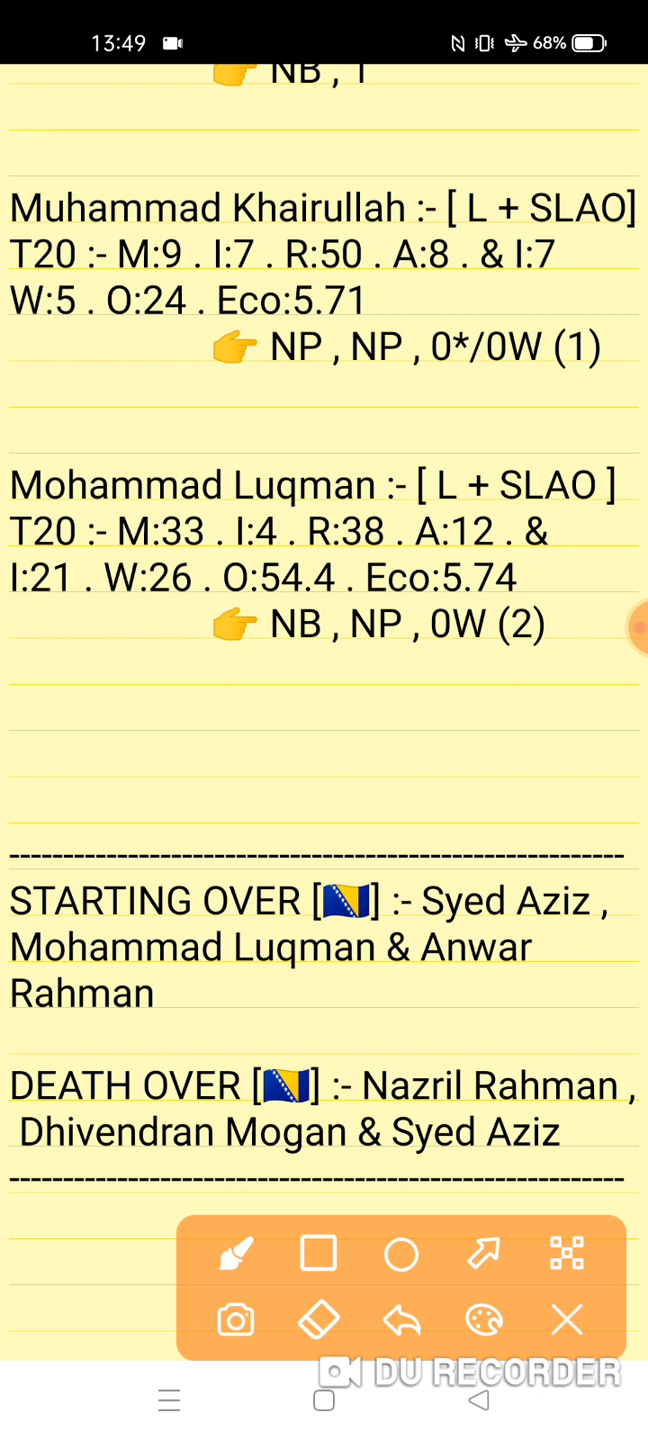 13:49 68%
👉 NB , 1
Muhammad Khairullah :- [ L + SLAO]
T20 :- M:9 . I:7 . R:50 . A:8 . & I:7
W:5 . O:24 . Eco:5.71
👉 NP , NP , 0*/0W (1)
Mohammad Luqman :- [ L + SLAO ]
T20 :- M:33 . I:4 . R:38 . A:12 . &
I:21 . W:26 . O:54.4 . Eco:5.74
👉 NB , NP , 0W (2)
---------------------------------------------------------
STARTING OVER [🇧🇦] :- Syed Aziz ,
Mohammad Luqman & Anwar
Rahman
DEATH OVER [🇧🇦] :- Nazril Rahman ,
Dhivendran Mogan & Syed Aziz
---------------------------------------------------------
DU RECORDER